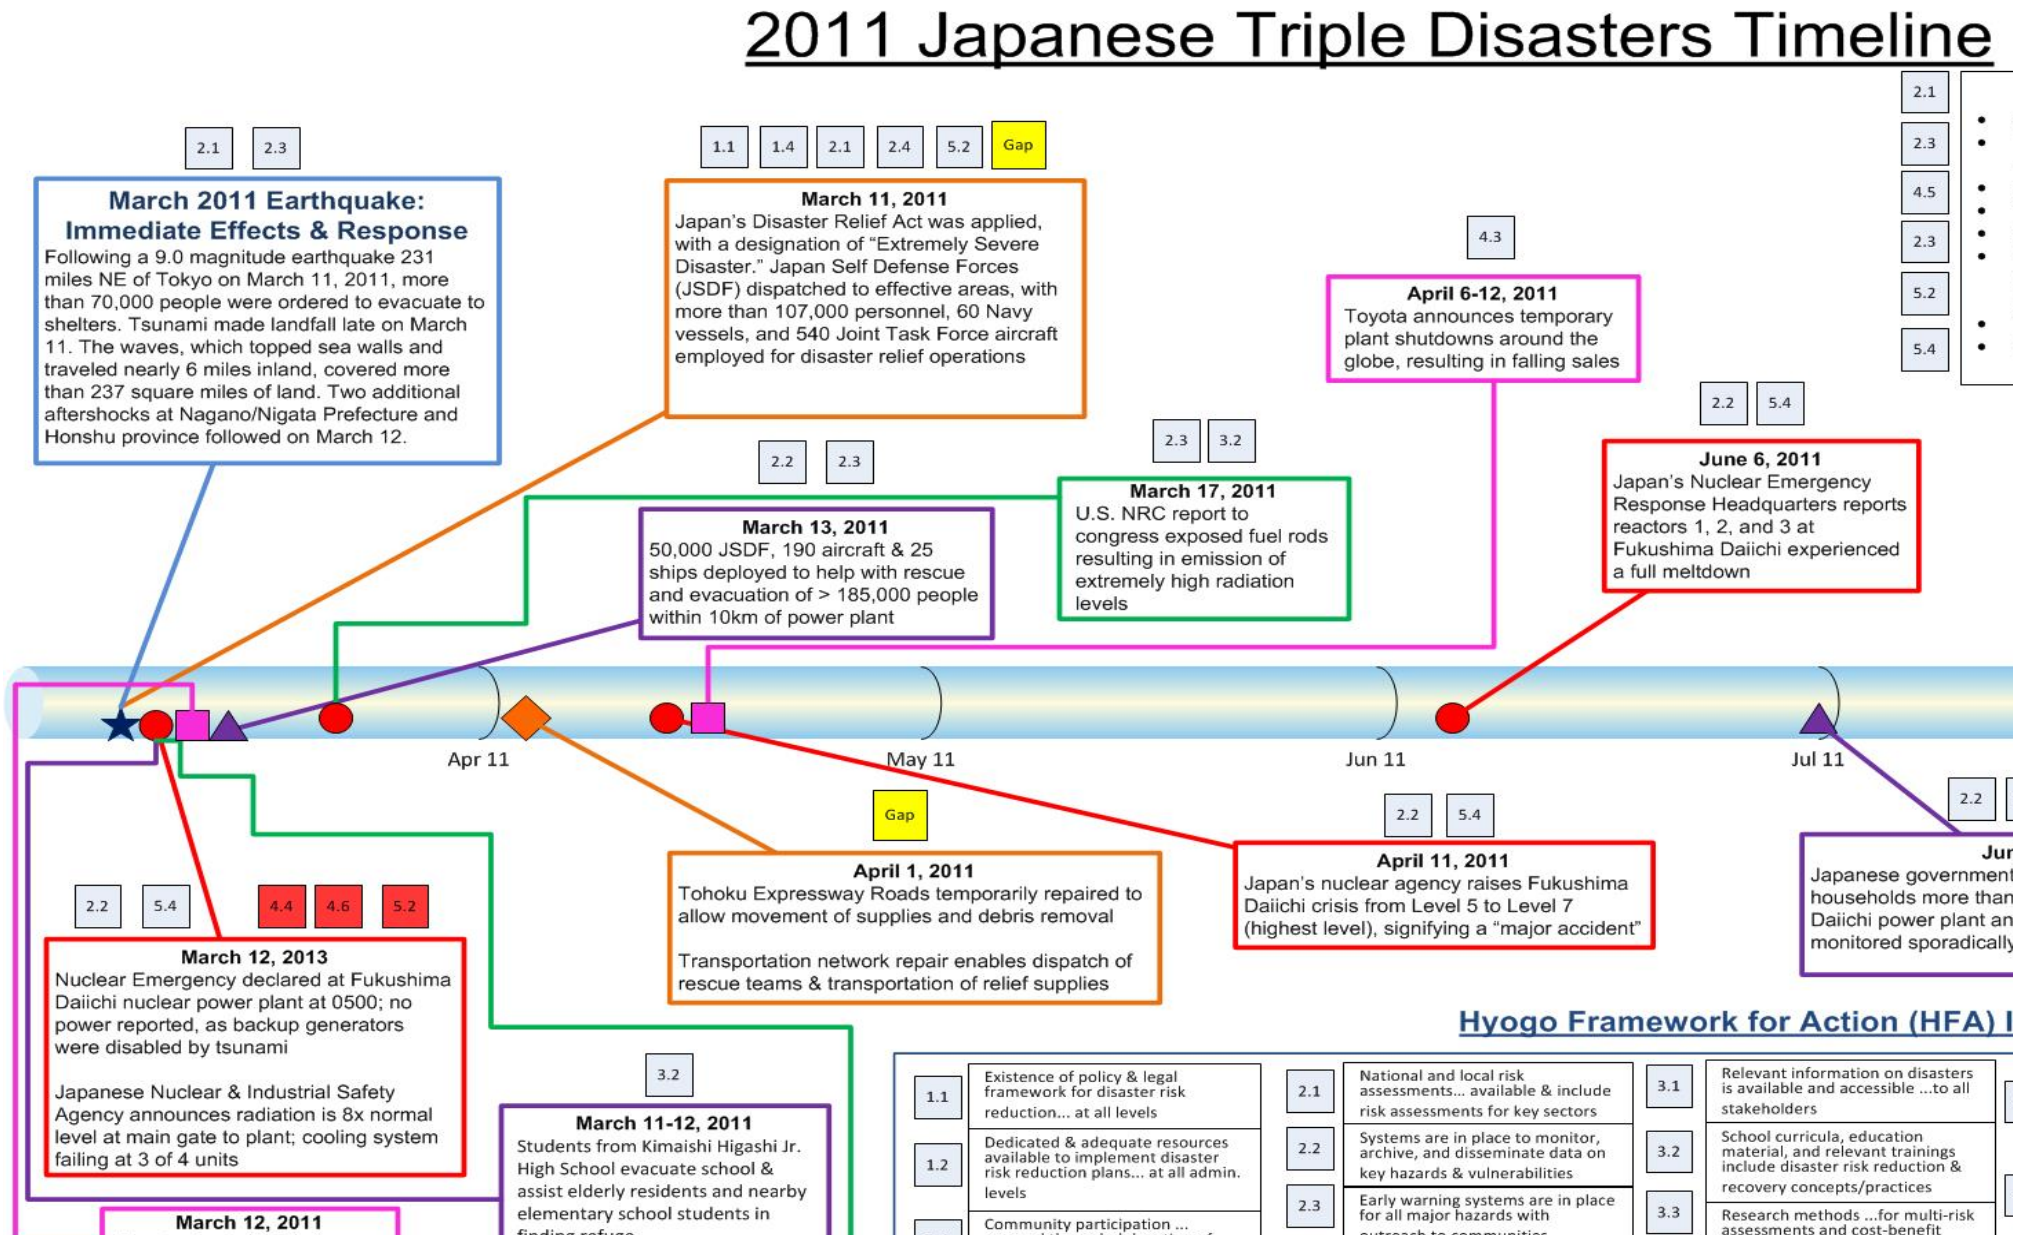 2011 Japanese Triple Disasters Timeline
2.1
2.3
4.5
2.3
5.2
5.4
2.1 2.3
March 2011 Earthquake:
Immediate Effects & Response
Following a 9.0 magnitude earthquake 231
miles NE of Tokyo on March 11, 2011, more
than 70,000 people were ordered to evacuate to
shelters. Tsunami made landfall late on March
11. The waves, which topped sea walls and
traveled nearly 6 miles inland, covered more
than 237 square miles of land. Two additional
aftershocks at Nagano/Nigata Prefecture and
Honshu province followed on March 12.
1.1 1.4 2.1 2.4 5.2 Gap
March 11, 2011
Japan's Disaster Relief Act was applied,
with a designation of “Extremely Severe
Disaster.” Japan Self Defense Forces
(JSDF) dispatched to effective areas, with
more than 107,000 personnel, 60 Navy
vessels, and 540 Joint Task Force aircraft
employed for disaster relief operations
4.3
April 6-12, 2011
Toyota announces temporary
plant shutdowns around the
globe, resulting in falling sales
2.2 5.4
June 6, 2011
Japan's Nuclear Emergency
Response Headquarters reports
reactors 1, 2, and 3 at
Fukushima Daiichi experienced
a full meltdown
2.2 2.3
March 13, 2011
50,000 JSDF, 190 aircraft & 25
ships deployed to help with rescue
and evacuation of > 185,000 people
within 10km of power plant
2.3 3.2
March 17, 2011
U.S. NRC report to
congress exposed fuel rods
resulting in emission of
extremely high radiation
levels
Apr 11
May 11
Jun 11
Jul 11
2.2 5.4 4.4 4.6 5.2
March 12, 2013
Nuclear Emergency declared at Fukushima
Daiichi nuclear power plant at 0500; no
power reported, as backup generators
were disabled by tsunami
Japanese Nuclear & Industrial Safety
Agency announces radiation is 8x normal
level at main gate to plant; cooling system
failing at 3 of 4 units
March 12, 2011
3.2
March 11-12, 2011
Students from Kimaishi Higashi Jr.
High School evacuate school &
assist elderly residents and nearby
elementary school students in
finding refuge
Gap
April 1, 2011
Tohoku Expressway Roads temporarily repaired to
allow movement of supplies and debris removal
Transportation network repair enables dispatch of
rescue teams & transportation of relief supplies
2.2 5.4
April 11, 2011
Japan's nuclear agency raises Fukushima
Daiichi crisis from Level 5 to Level 7
(highest level), signifying a “major accident”
2.2
Japanese government
households more than
Daiichi power plant an
monitored sporadically
Hyogo Framework for Action (HFA)
1.1
Existence of policy & legal
framework for disaster risk
reduction... at all levels
1.2
Dedicated & adequate resources
available to implement disaster
risk reduction plans... at all admin.
levels
Community participation ...
2.1
National and local risk
assessments... available & include
risk assessments for key sectors
2.2
Systems are in place to monitor,
archive, and disseminate data on
key hazards & vulnerabilities
2.3
Early warning systems are in place
for all major hazards with
outreach to communities
3.1
Relevant information on disasters
is available and accessible ...to all
stakeholders
3.2
School curricula, education
material, and relevant trainings
include disaster risk reduction &
recovery concepts/practices
3.3
Research methods ...for multi-risk
assessments and cost-benefit